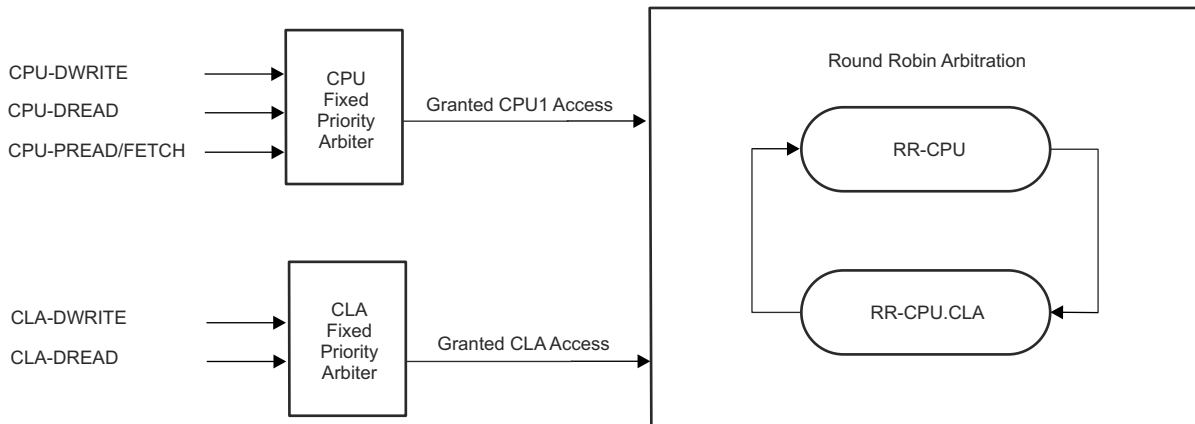 CPU-DWRITE
CPU-DREAD
CPU-PREAD/FETCH
CPU
Fixed
Priority
Arbiter
Granted CPU1 Access
CLA-DWRITE
CLA-DREAD
CLA
Fixed
Priority
Arbiter
Granted CLA Access
Round Robin Arbitration
RR-CPU
RR-CPU.CLA